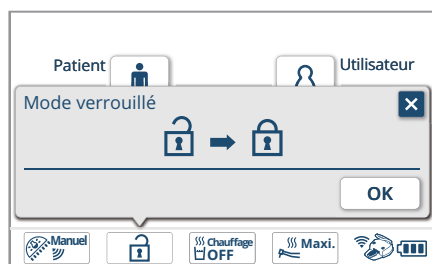 Patient
Utilisateur
Mode verrouillé
OK
Manuel
Chauffage
OFF
Maxi.